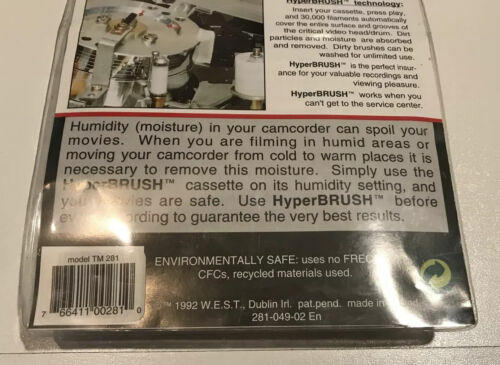 HyperBRUSH™ technology:
Insert your cassette, press play,
and 30,000 filaments automatically
cover the entire surface and grooves of
the critical video head/drum. Dirt
particles and moisture are absorbed
and removed. Dirty brushes can be
washed for unlimited use.
HyperBRUSH™ is the perfect insur-
ance for your valuable recordings and
viewing pleasure.
HyperBRUSH™ works when you
can't get to the service center.
Humidity (moisture) in your camcorder can spoil your
movies. When you are filming in humid areas or
moving your camcorder from cold to warm places it is
necessary to remove this moisture. Simply use the
HyperBRUSH™ cassette on its humidity setting, and
movies are safe. Use HyperBRUSH™ before
to guarantee the very best results.
model TM 281
7 66411 00281 0
ENVIRONMENTALLY SAFE: uses no
CFCs, recycled materials used.
™ 1992 W.E.S.T., Dublin Irl. pat.pend. made in
281-049-02 En